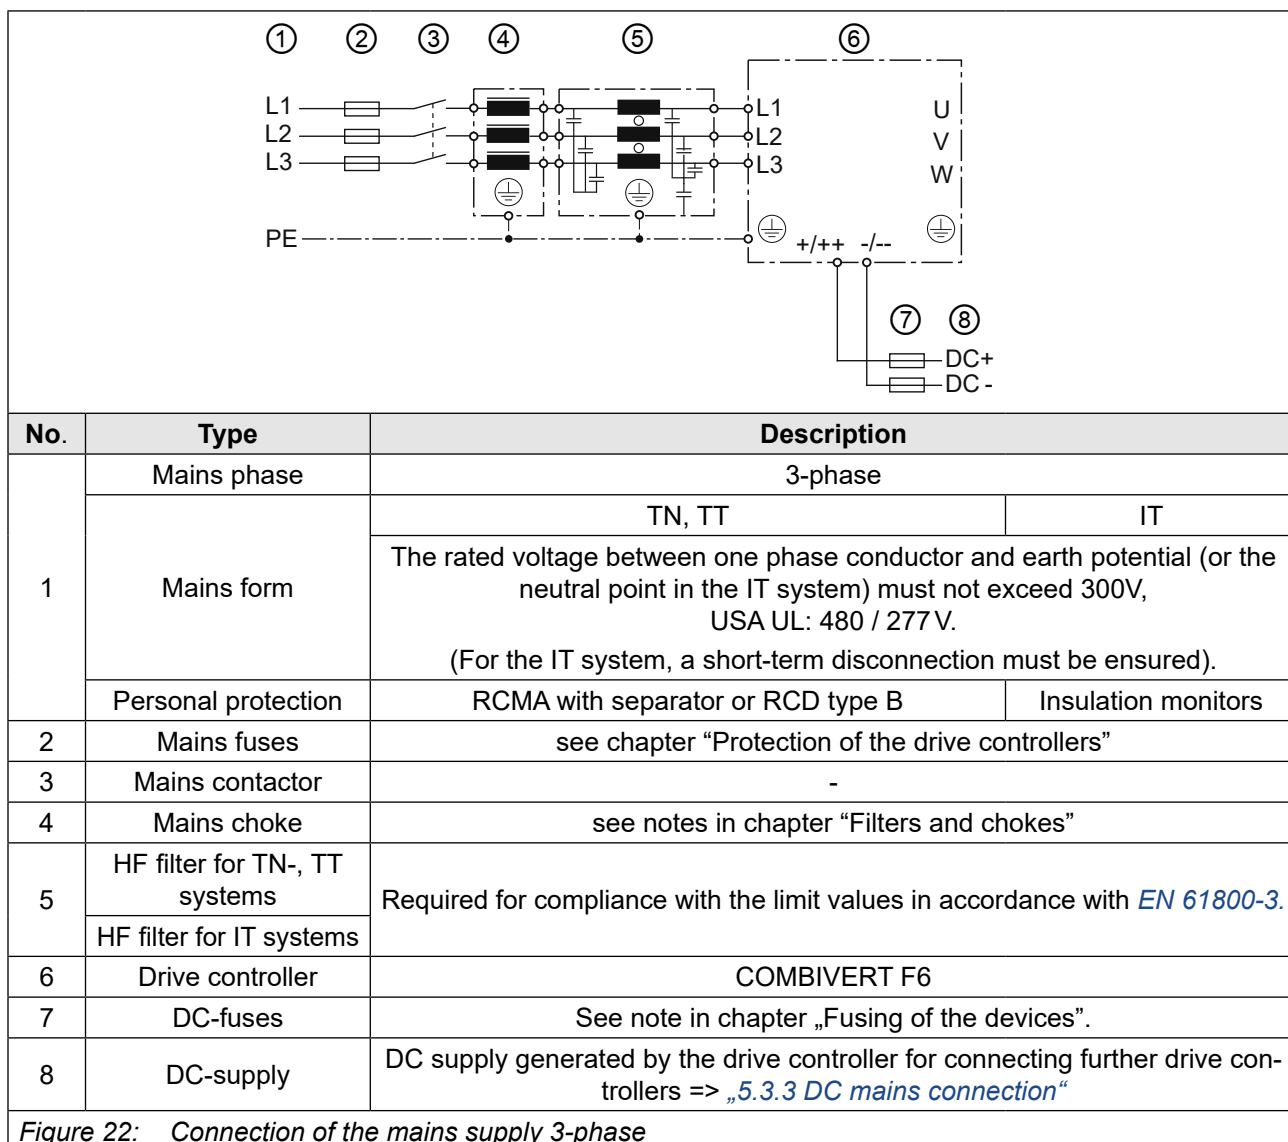 ① ② ③ ④ ⑤ ⑥
L1 L1 U
L2 L2 V
L3 L3 W
PE +/++ -/--
⑦ ⑧
DC+
DC -
No. Type Description
1 Mains phase 3-phase
Mains form TN, TT IT
The rated voltage between one phase conductor and earth potential (or the
neutral point in the IT system) must not exceed 300V,
USA UL: 480 / 277 V.
(For the IT system, a short-term disconnection must be ensured).
Personal protection RCMA with separator or RCD type B Insulation monitors
2 Mains fuses see chapter “Protection of the drive controllers”
3 Mains contactor -
4 Mains choke see notes in chapter “Filters and chokes”
5 HF filter for TN-, TT
systems
Required for compliance with the limit values in accordance with EN 61800-3.
HF filter for IT systems
6 Drive controller COMBIVERT F6
7 DC-fuses See note in chapter „Fusing of the devices”.
8 DC-supply DC supply generated by the drive controller for connecting further drive con-
trollers => „5.3.3 DC mains connection“
Figure 22: Connection of the mains supply 3-phase